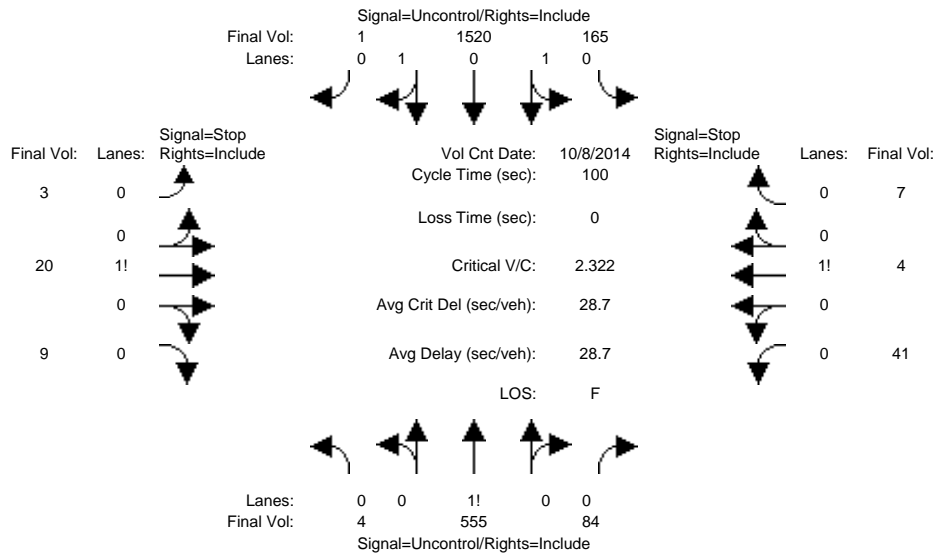 Signal=Uncontrol/Rights=Include
Final Vol: 1 1520 165
Lanes: 0 1 0 1 0
Signal=Stop
Final Vol: Lanes: Rights=Include
Vol Cnt Date: 10/8/2014
Signal=Stop
Rights=Include Lanes: Final Vol:
Cycle Time (sec): 100
3 0
0 7
Loss Time (sec): 0
0
0
20 1!
Critical V/C: 2.322
1! 4
0
Avg Crit Del (sec/veh): 28.7
0
9 0
Avg Delay (sec/veh): 28.7
0 41
LOS: F
Lanes: 0 0 1! 0 0
Final Vol: 4 555 84
Signal=Uncontrol/Rights=Include